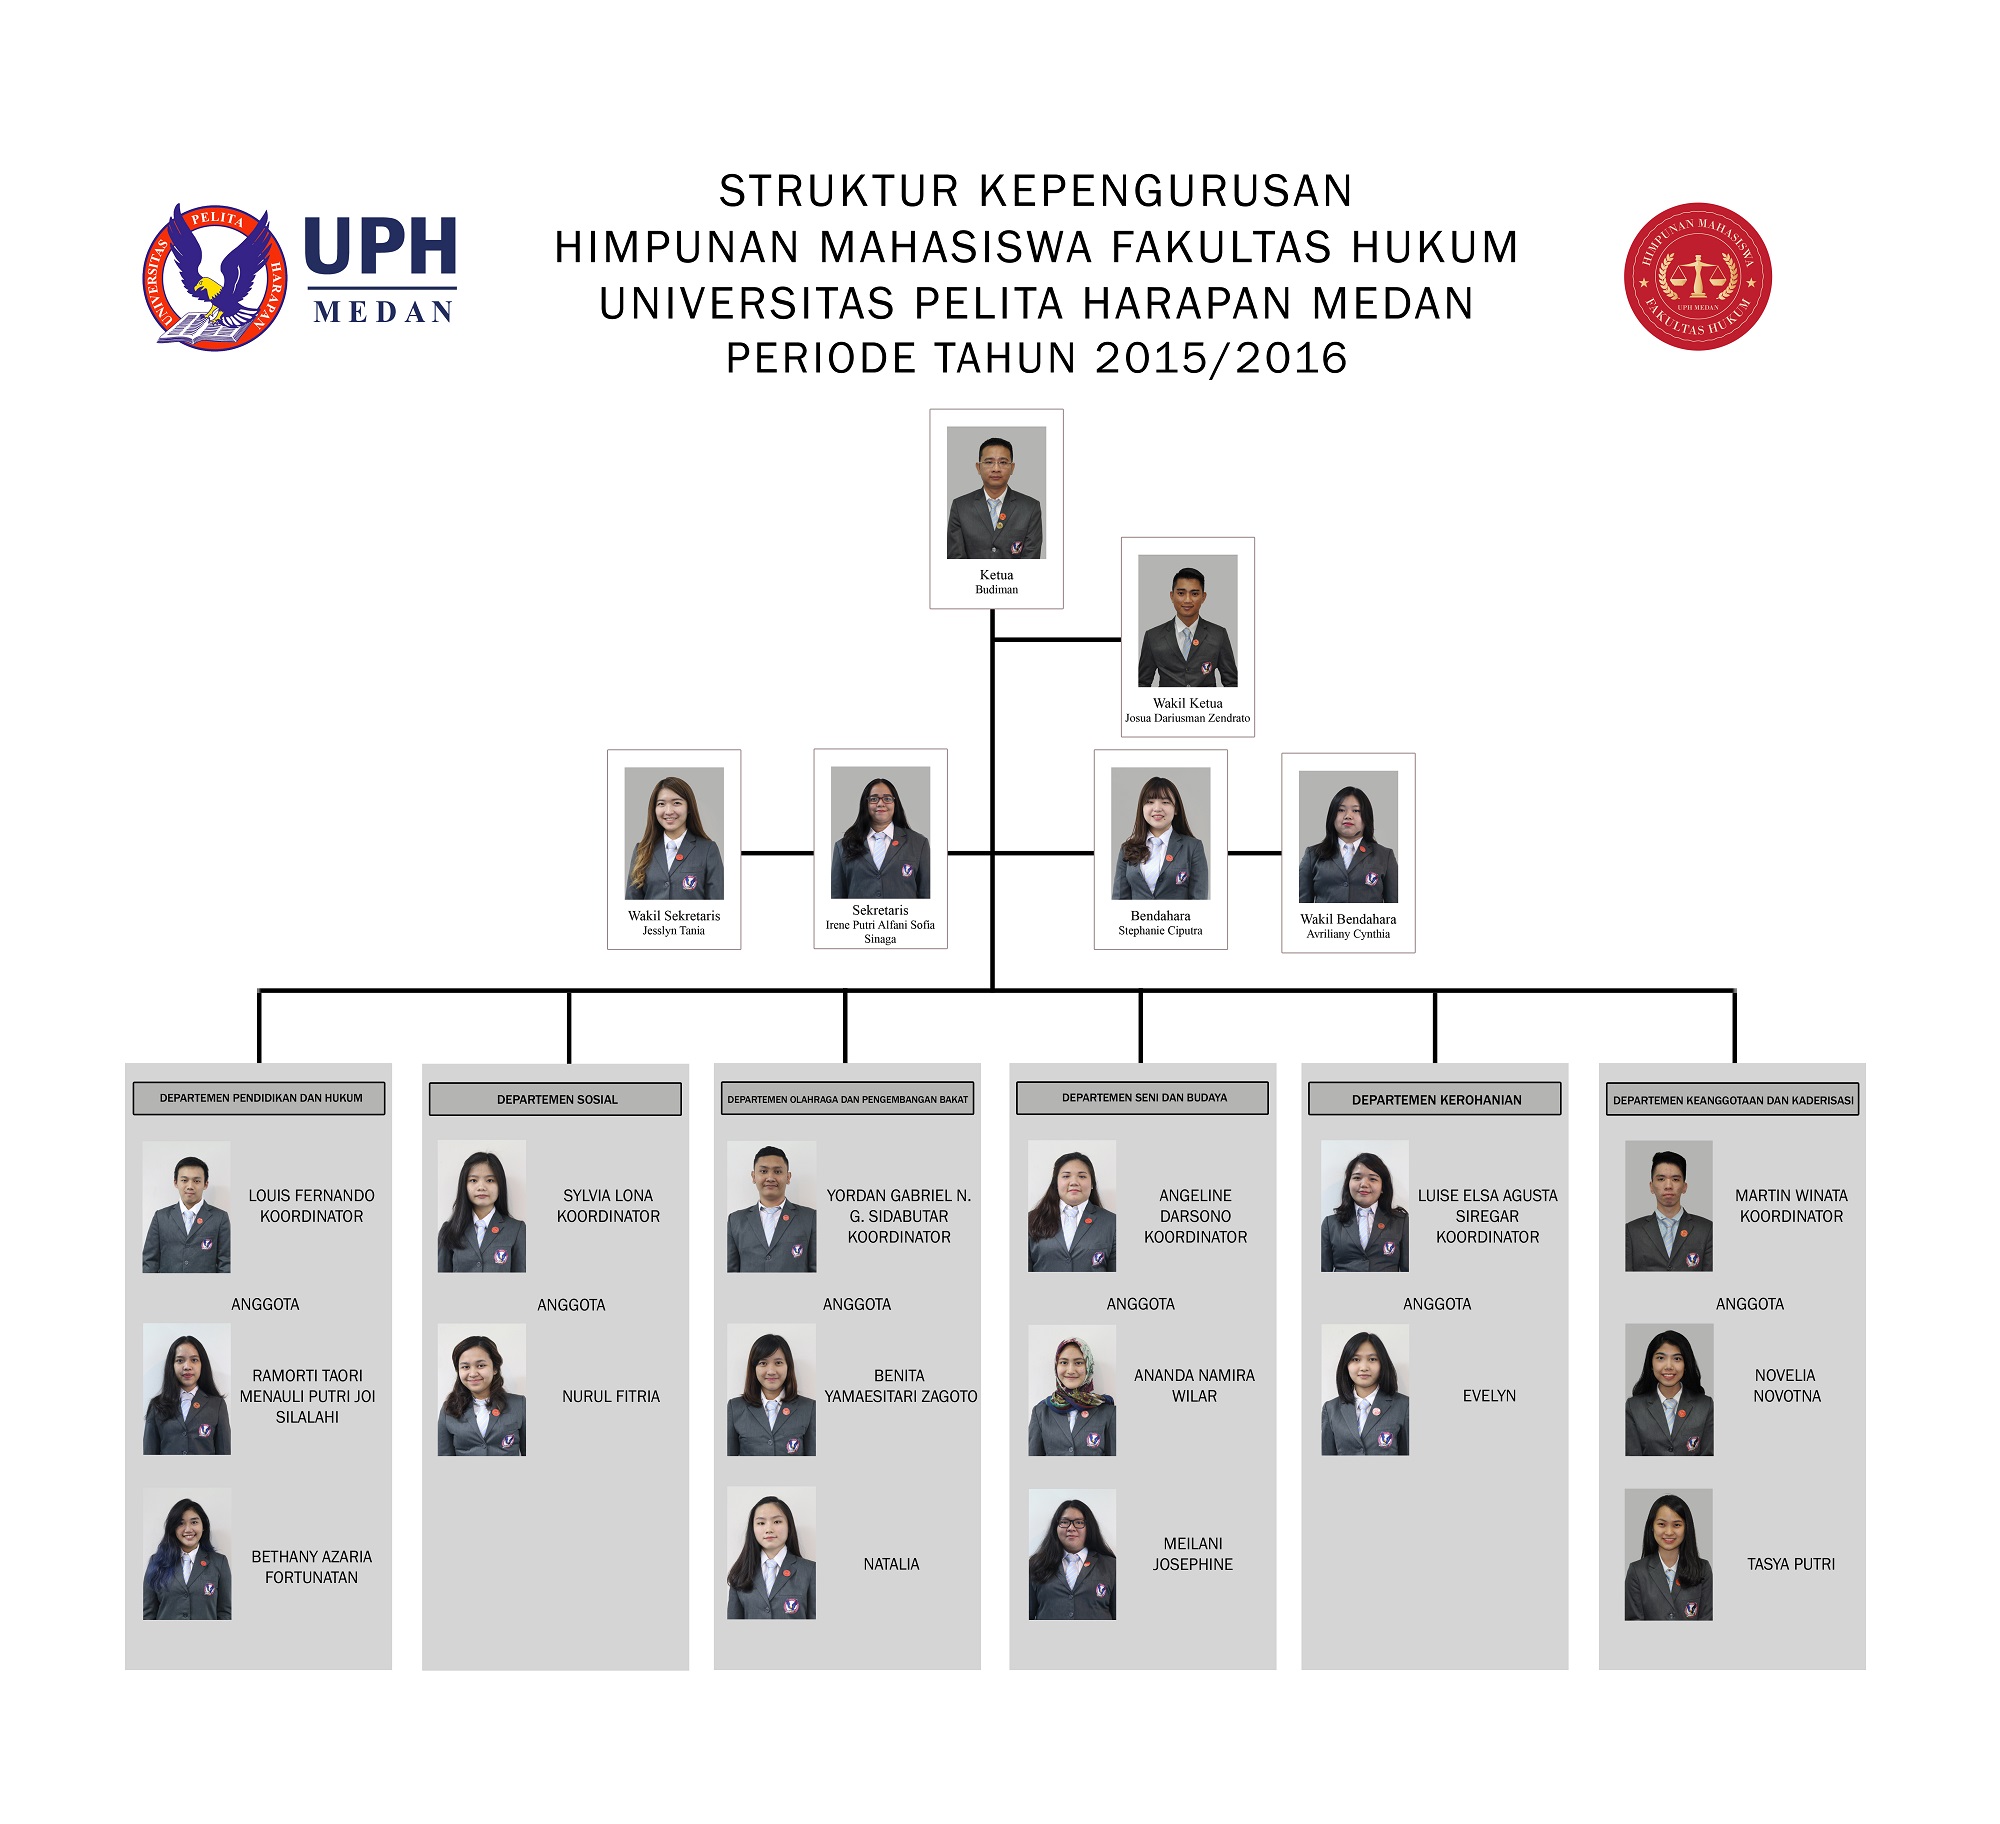 STRUKTUR KEPENGURUSAN
HIMPUNAN MAHASISWA FAKULTAS HUKUM
UNIVERSITAS PELITA HARAPAN MEDAN
PERIODE TAHUN 2015/2016
UNIVERSITAS PELITA HARAPAN
UPH
MEDAN
HIMPUNAN MAHASISWA
UPH MEDAN
FAKULTAS HUKUM
Ketua
Budiman
Wakil Ketua
Josua Dariusman Zendrato
Wakil Sekretaris
Jesslyn Tania
Sekretaris
Irene Putri Alfani Sofia
Sinaga
Bendahara
Stephanie Ciputra
Wakil Bendahara
Avriliany Cynthia
DEPARTEMEN PENDIDIKAN DAN HUKUM
LOUIS FERNANDO
KOORDINATOR
ANGGOTA
RAMORTI TAORI
MENAULI PUTRI JOI
SILALAHI
BETHANY AZARIA
FORTUNATAN
DEPARTEMEN SOSIAL
SYLVIA LONA
KOORDINATOR
ANGGOTA
NURUL FITRIA
DEPARTEMEN OLAHRAGA DAN PENGEMBANGAN BAKAT
YORDAN GABRIEL N.
G. SIDABUTAR
KOORDINATOR
ANGGOTA
BENITA
YAMAESITARI ZAGOTO
NATALIA
DEPARTEMEN SENI DAN BUDAYA
ANGELINE
DARSONO
KOORDINATOR
ANGGOTA
ANANDA NAMIRA
WILAR
MEILANI
JOSEPHINE
DEPARTEMEN KEROHANIAN
LUISE ELSA AGUSTA
SIREGAR
KOORDINATOR
ANGGOTA
EVELYN
DEPARTEMEN KEANGGOTAAN DAN KADERISASI
MARTIN WINATA
KOORDINATOR
ANGGOTA
NOVELIA
NOVOTNA
TASYA PUTRI